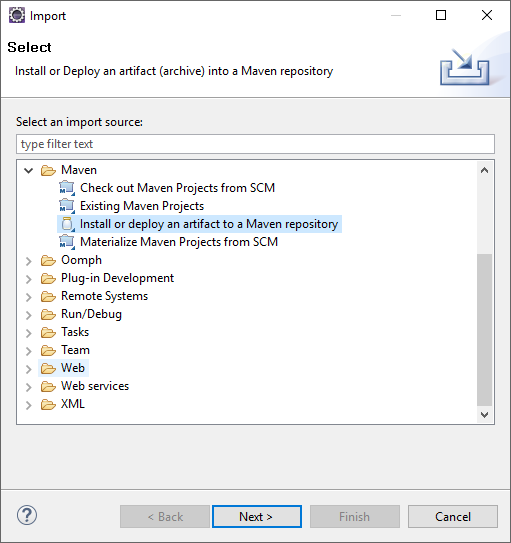 Import
Select
Install or Deploy an artifact (archive) into a Maven repository
Select an import source:
type filter text
Maven
Check out Maven Projects from SCM
Existing Maven Projects
Install or deploy an artifact to a Maven repository
Materialize Maven Projects from SCM
Oomph
Plug-in Development
Remote Systems
Run/Debug
Tasks
Team
Web
Web services
XML
? < Back Next > Finish Cancel